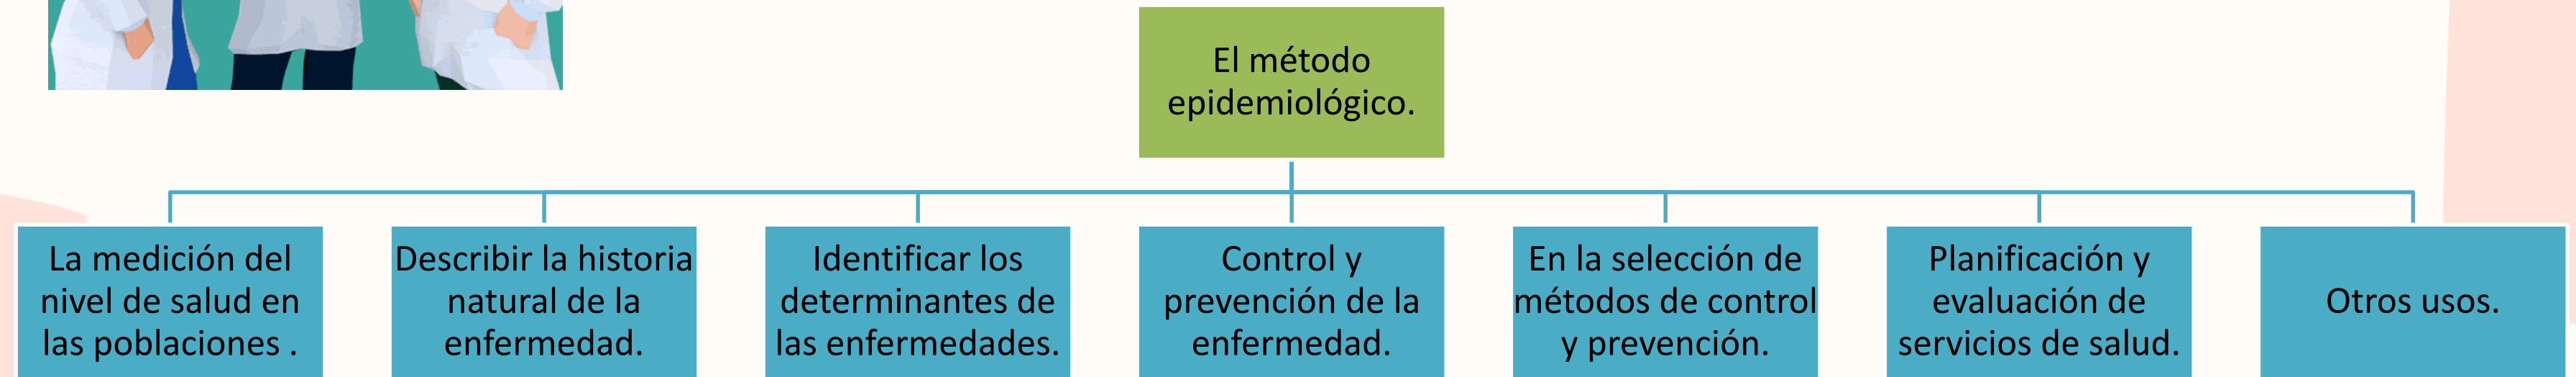 El método
epidemiológico.
La medición del
nivel de salud en
las poblaciones .
Describir la historia
natural de la
enfermedad.
Identificar los
determinantes de
las enfermedades.
Control y
prevención de la
enfermedad.
En la selección de
métodos de control
y prevención.
Planificación y
evaluación de
servicios de salud.
Otros usos.